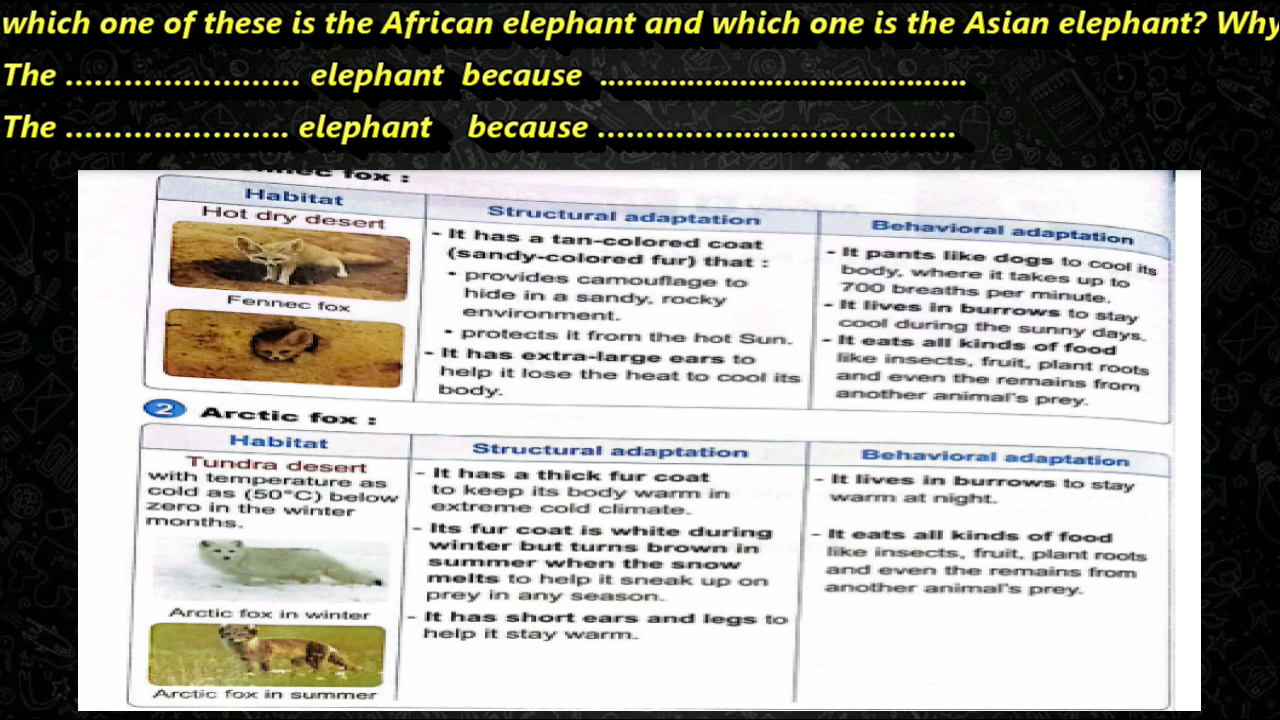 which one of these is the African elephant and which one is the Asian elephant? Why
The ........................ elephant because ..........................................
The ....................... elephant because ..........................................
fox :
Habitat
Structural adaptation
Behavioral adaptation
Hot dry desert
Fennec fox
- It has a tan-colored coat
(sandy-colored fur) that :
• provides camouflage to
hide in a sandy, rocky
environment.
• protects it from the hot Sun.
- It has extra-large ears to
help it lose the heat to cool its
body.
- It pants like dogs to cool its
body, where it takes up to
700 breaths per minute.
- It lives in burrows to stay
cool during the sunny days.
- It eats all kinds of food
like insects, fruit, plant roots
and even the remains from
another animal's prey.
2 Arctic fox :
Habitat
Structural adaptation
Behavioral adaptation
Tundra desert
with temperature as
cold as (50°C) below
zero in the winter
months.
Arctic fox in winter
Arctic fox in summer
- It has a thick fur coat
to keep its body warm in
extreme cold climate.
- Its fur coat is white during
winter but turns brown in
summer when the snow
melts to help it sneak up on
prey in any season.
- It has short ears and legs to
help it stay warm.
- It lives in burrows to stay
warm at night.
- It eats all kinds of food
like insects, fruit, plant roots
and even the remains from
another animal's prey.